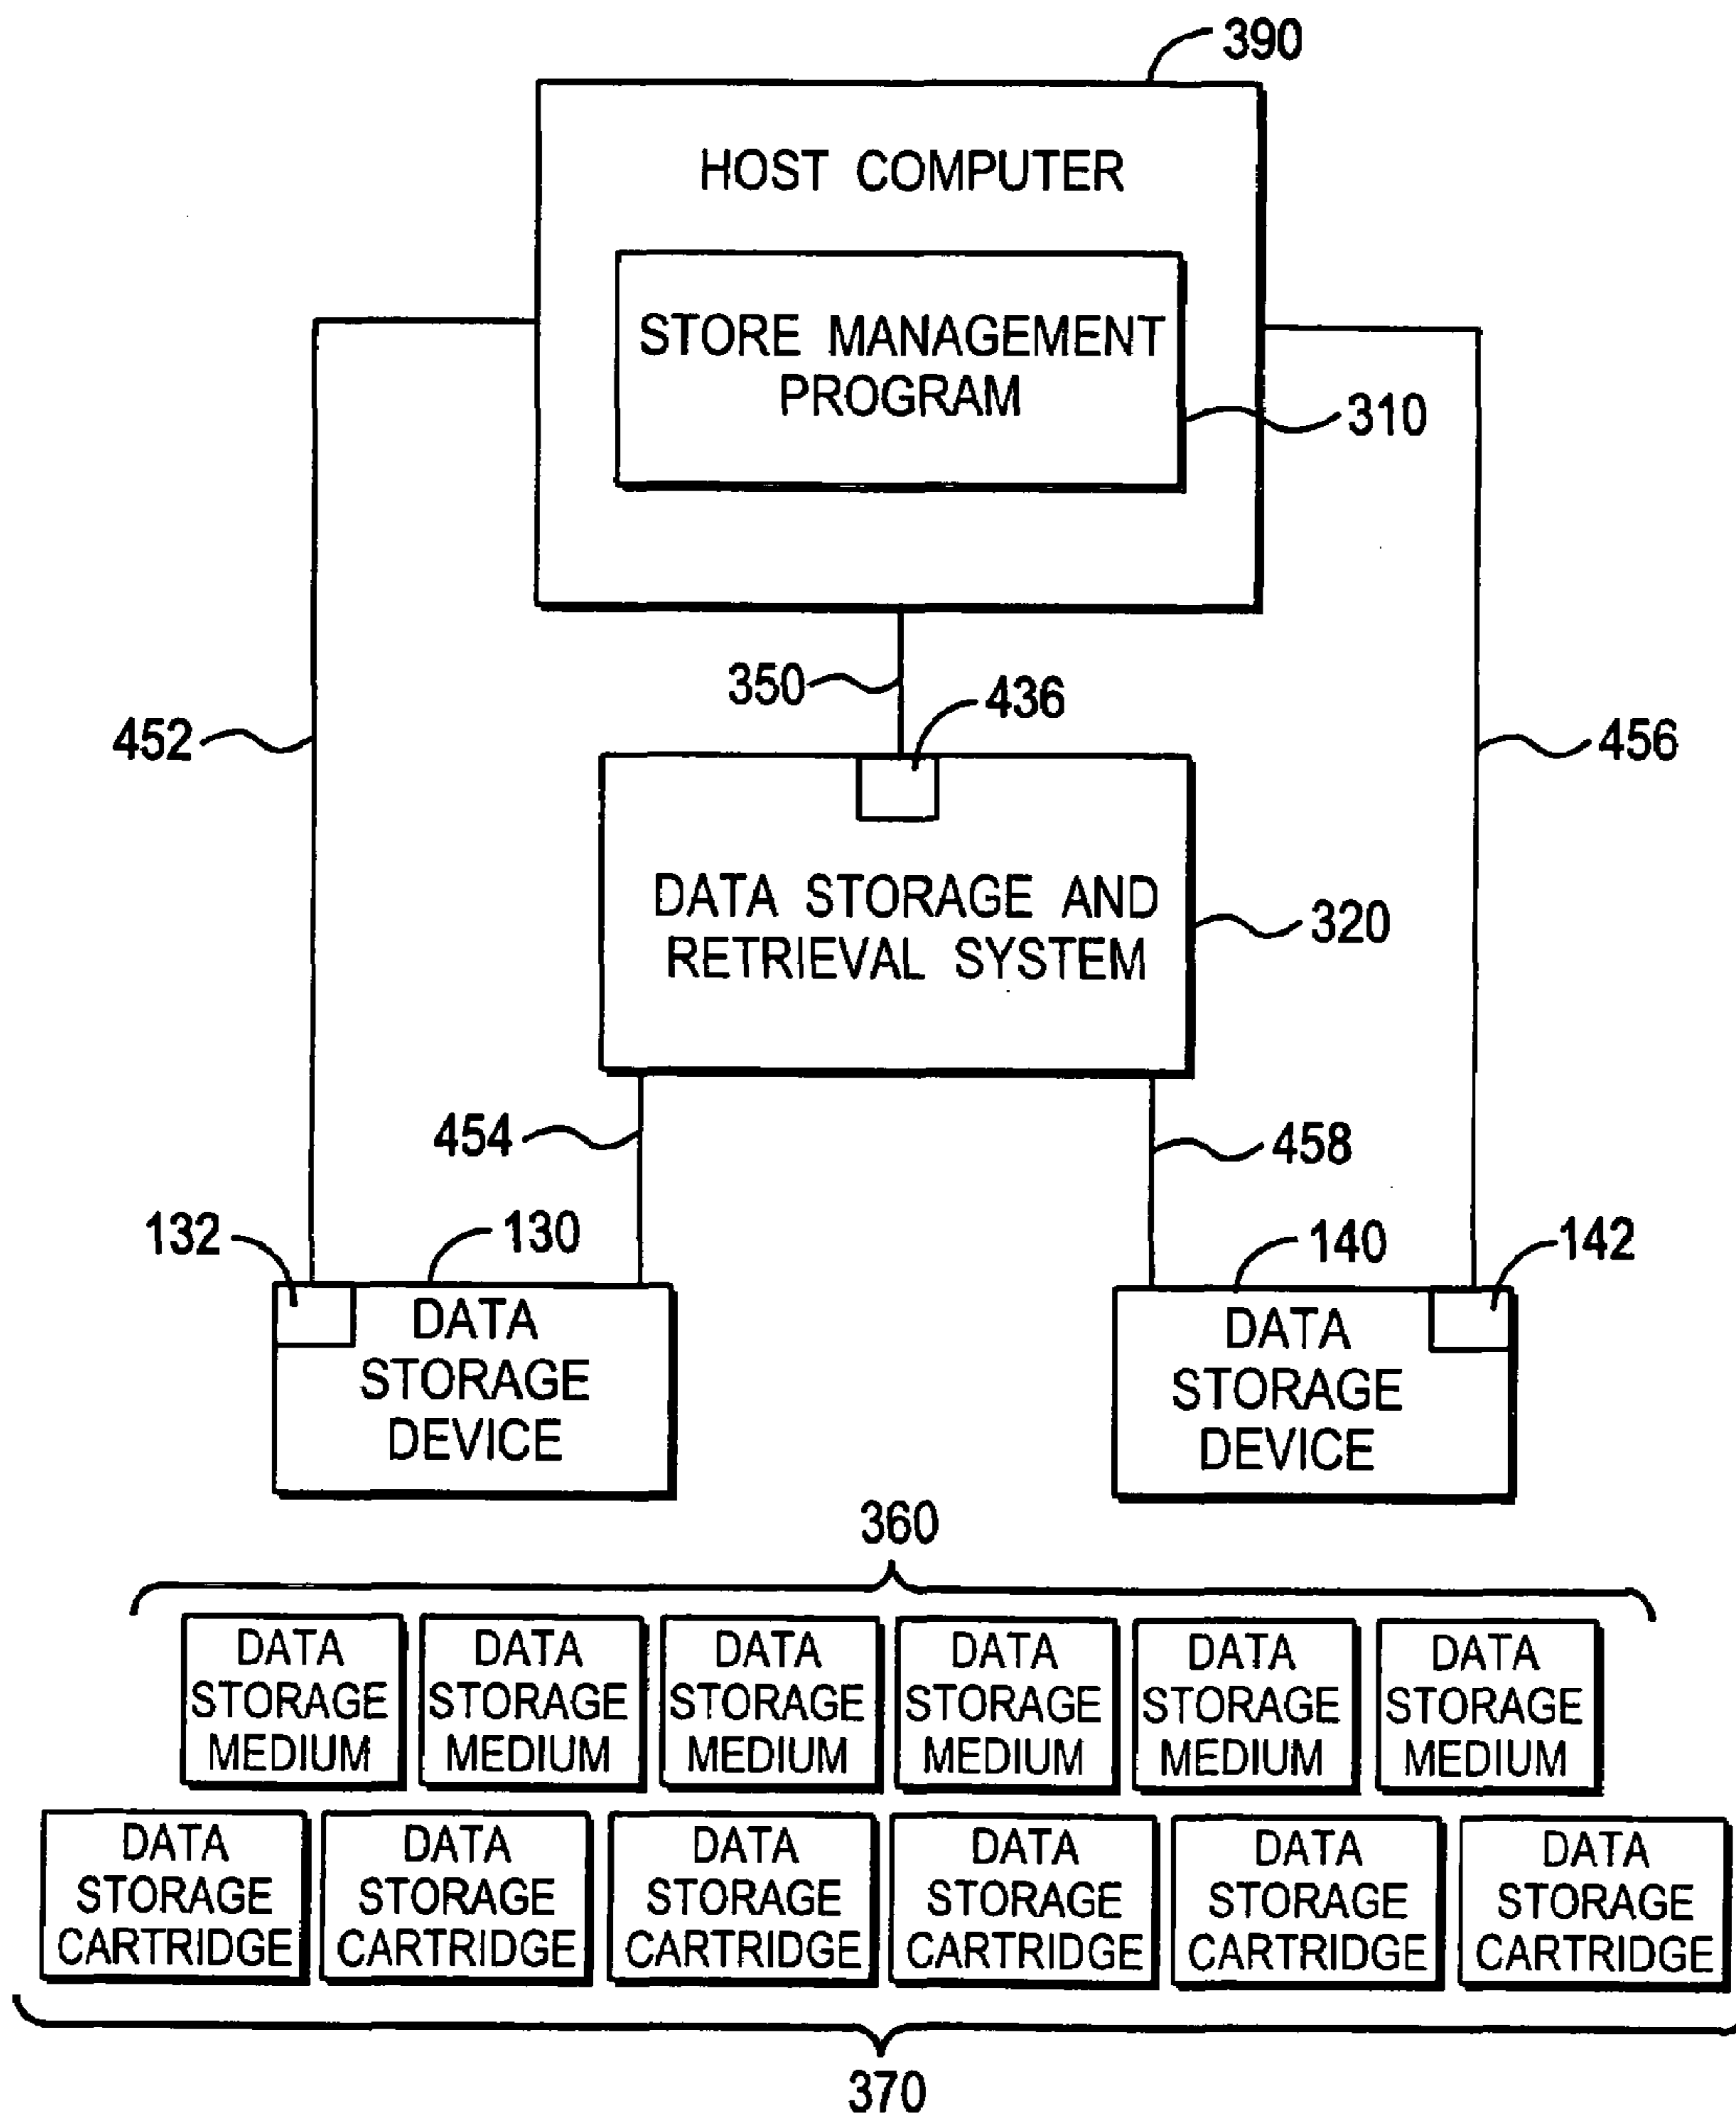 390
HOST COMPUTER
STORE MANAGEMENT
PROGRAM
310
350
436
452
456
DATA STORAGE AND
RETRIEVAL SYSTEM
320
454
458
132
130
140
142
DATA
STORAGE
DEVICE
DATA
STORAGE
DEVICE
360
DATA
STORAGE
MEDIUM
DATA
STORAGE
MEDIUM
DATA
STORAGE
MEDIUM
DATA
STORAGE
MEDIUM
DATA
STORAGE
MEDIUM
DATA
STORAGE
MEDIUM
DATA
STORAGE
CARTRIDGE
DATA
STORAGE
CARTRIDGE
DATA
STORAGE
CARTRIDGE
DATA
STORAGE
CARTRIDGE
DATA
STORAGE
CARTRIDGE
DATA
STORAGE
CARTRIDGE
370